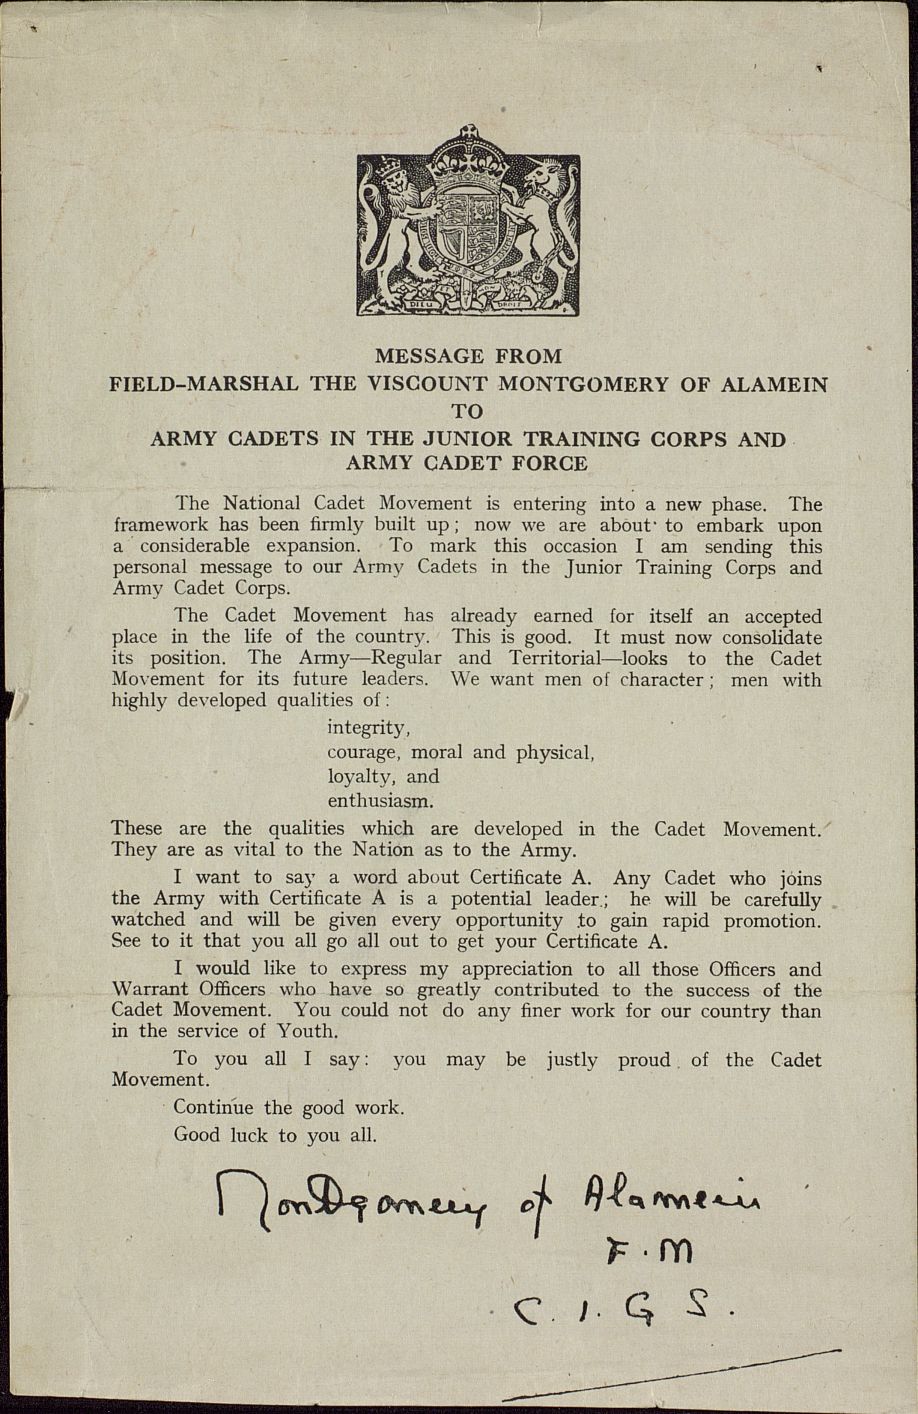 DIEU DROIT
MESSAGE FROM
FIELD-MARSHAL THE VISCOUNT MONTGOMERY OF ALAMEIN
TO
ARMY CADETS IN THE JUNIOR TRAINING CORPS AND
ARMY CADET FORCE
The National Cadet Movement is entering into a new phase. The
framework has been firmly built up; now we are about to embark upon
a considerable expansion. To mark this occasion I am sending this
personal message to our Army Cadets in the Junior Training Corps and
Army Cadet Corps.
The Cadet Movement has already earned for itself an accepted
place in the life of the country. This is good. It must now consolidate
its position. The Army—Regular and Territorial—looks to the Cadet
Movement for its future leaders. We want men of character; men with
highly developed qualities of:
integrity,
courage, moral and physical,
loyalty, and
enthusiasm.
These are the qualities which are developed in the Cadet Movement.
They are as vital to the Nation as to the Army.
I want to say a word about Certificate A. Any Cadet who joins
the Army with Certificate A is a potential leader; he will be carefully
watched and will be given every opportunity to gain rapid promotion.
See to it that you all go all out to get your Certificate A.
I would like to express my appreciation to all those Officers and
Warrant Officers who have so greatly contributed to the success of the
Cadet Movement. You could not do any finer work for our country than
in the service of Youth.
To you all I say: you may be justly proud of the Cadet
Movement.
Continue the good work.
Good luck to you all.
Montgomery of Alamein
F.M
C.I.G.S.